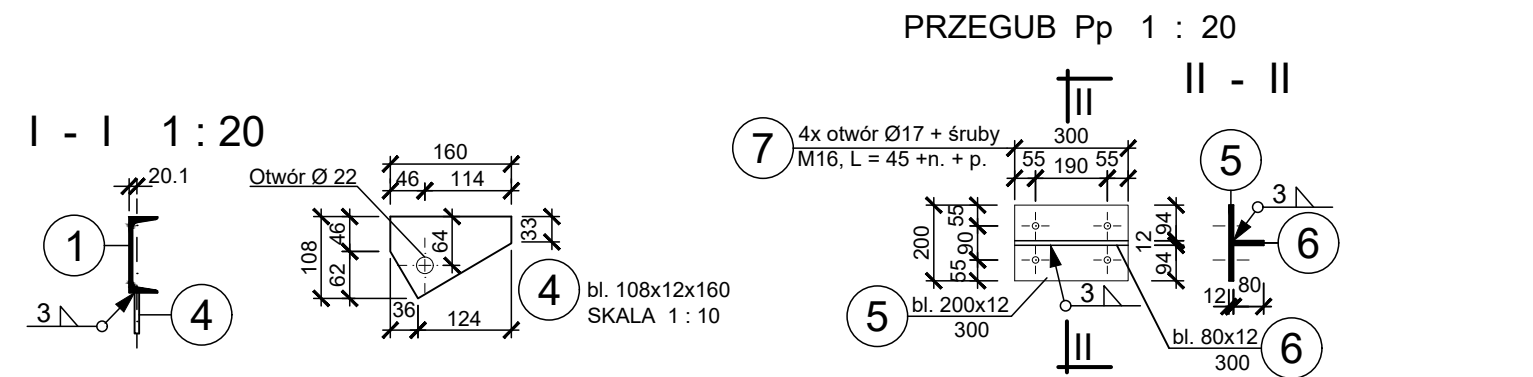 PRZEGUB Pp 1 : 20
II - II
I - I 1 : 20
20.1
1
3
4
Otwór Ø 22
160
46 114
108
46
62
64
33
36 124
4
bl. 108x12x160
SKALA 1 : 10
II
7
4x otwór Ø17 + śruby
M16, L = 45 +n. + p.
300
55 190 55
200
55
90
55
94
12
94
5
bl. 200x12
300
3
II
bl. 80x12
300
6
5
3
6
12 80